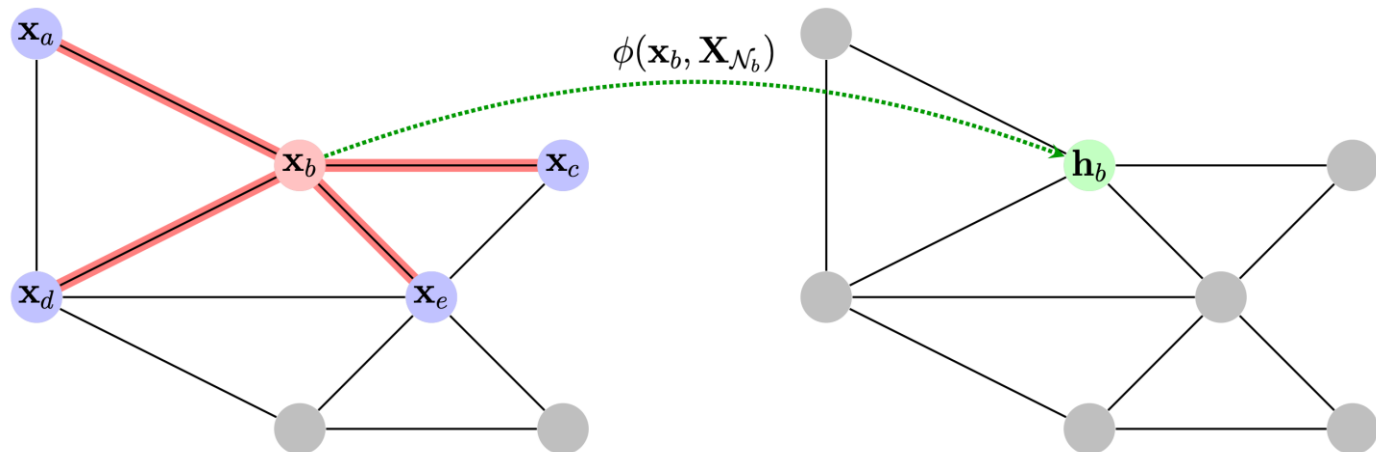 x_a
ϕ(x_b, X_{𝒩_b})
x_b
x_c
h_b
x_d
x_e